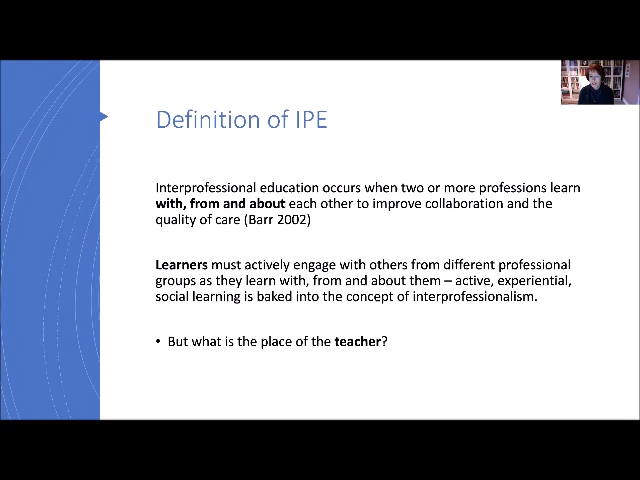 Definition of IPE
Interprofessional education occurs when two or more professions learn
with, from and about each other to improve collaboration and the
quality of care (Barr 2002)
Learners must actively engage with others from different professional
groups as they learn with, from and about them – active, experiential,
social learning is baked into the concept of interprofessionalism.
• But what is the place of the teacher?